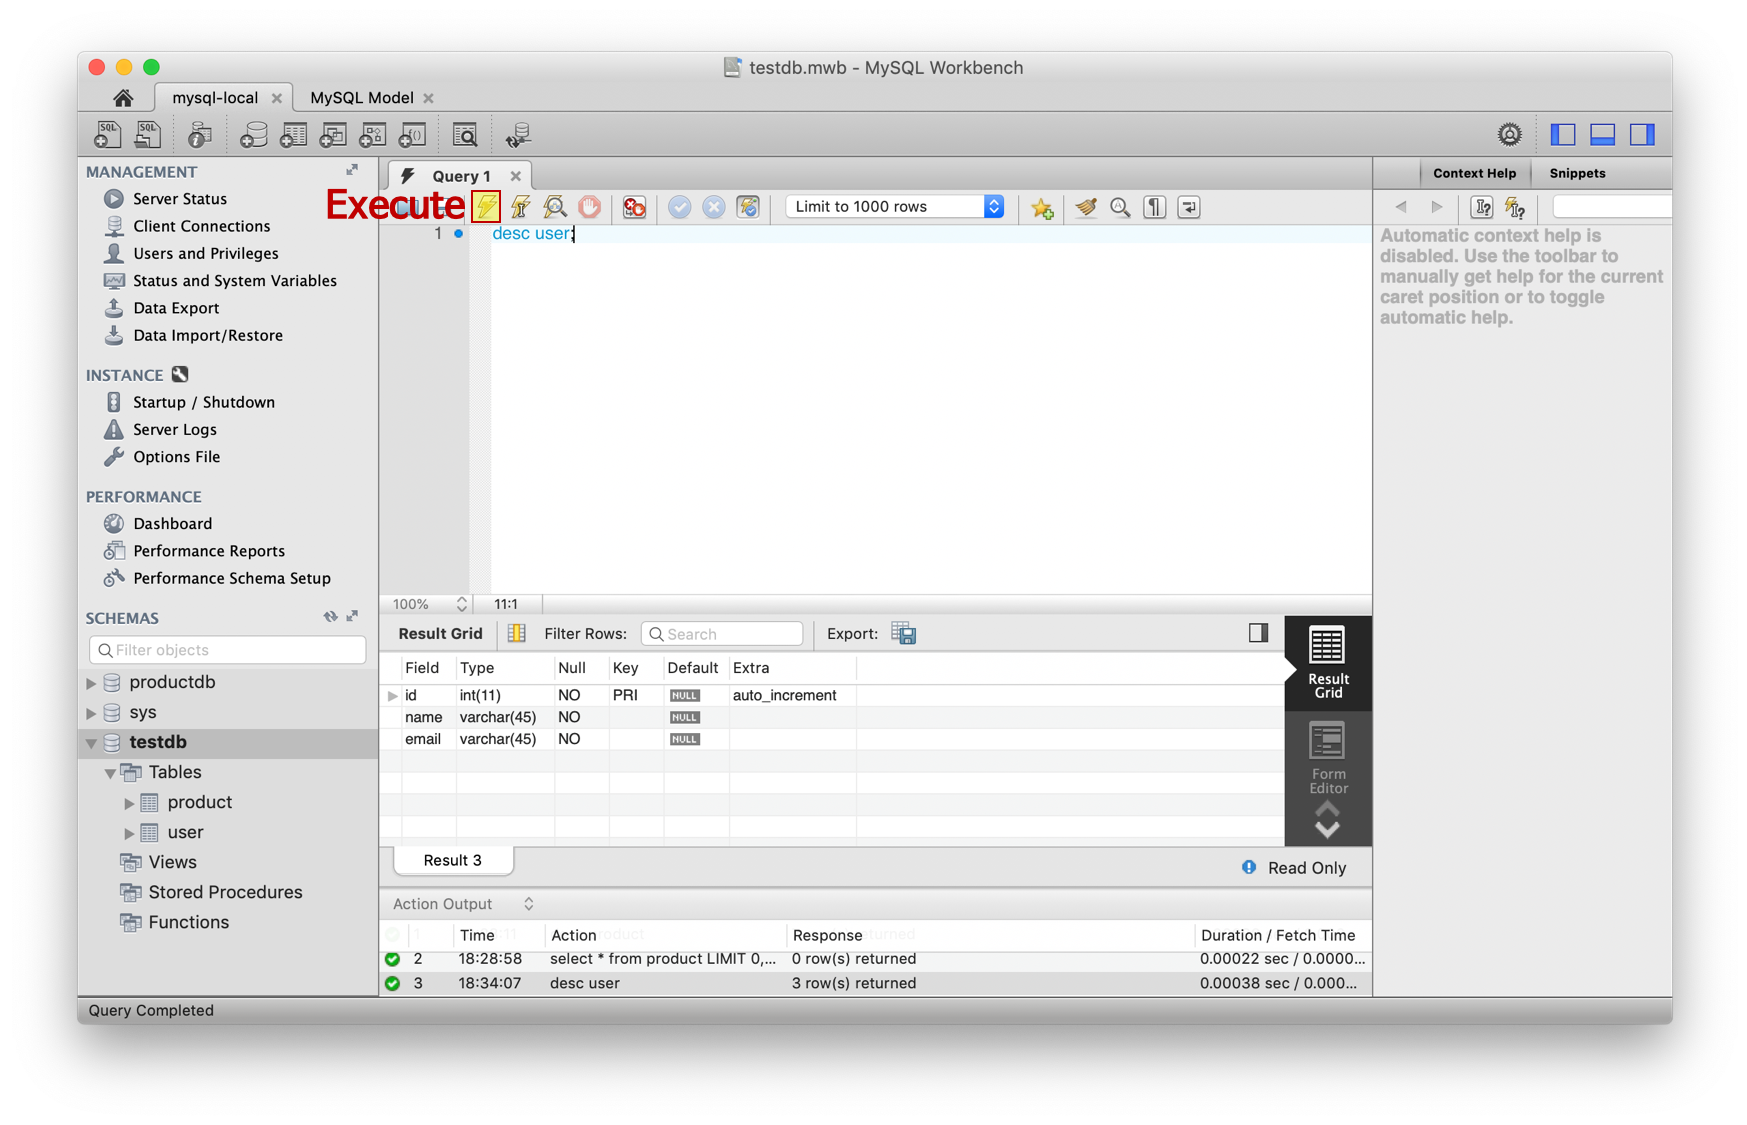 testdb.mwb - MySQL Workbench
mysql-local
MySQL Model
SQL
SQL
MANAGEMENT
Server Status
Client Connections
Users and Privileges
Status and System Variables
Data Export
Data Import/Restore
INSTANCE
Startup / Shutdown
Server Logs
Options File
PERFORMANCE
Dashboard
Performance Reports
Performance Schema Setup
SCHEMAS
Filter objects
productdb
sys
testdb
Tables
product
user
Views
Stored Procedures
Functions
Query 1
Execute
Limit to 1000 rows
1
desc user;
100%
11:1
Result Grid
Filter Rows:
Search
Export:
Field Type Null Key Default Extra
id int(11) NO PRI NULL auto_increment
name varchar(45) NO NULL
email varchar(45) NO NULL
Result Grid
Form Editor
Result 3
Read Only
Action Output
Time Action Response Duration / Fetch Time
2 18:28:58 select * from product LIMIT 0,... 0 row(s) returned 0.00022 sec / 0.0000...
3 18:34:07 desc user 3 row(s) returned 0.00038 sec / 0.000...
Context Help
Snippets
Automatic context help is
disabled. Use the toolbar to
manually get help for the current
caret position or to toggle
automatic help.
Query Completed